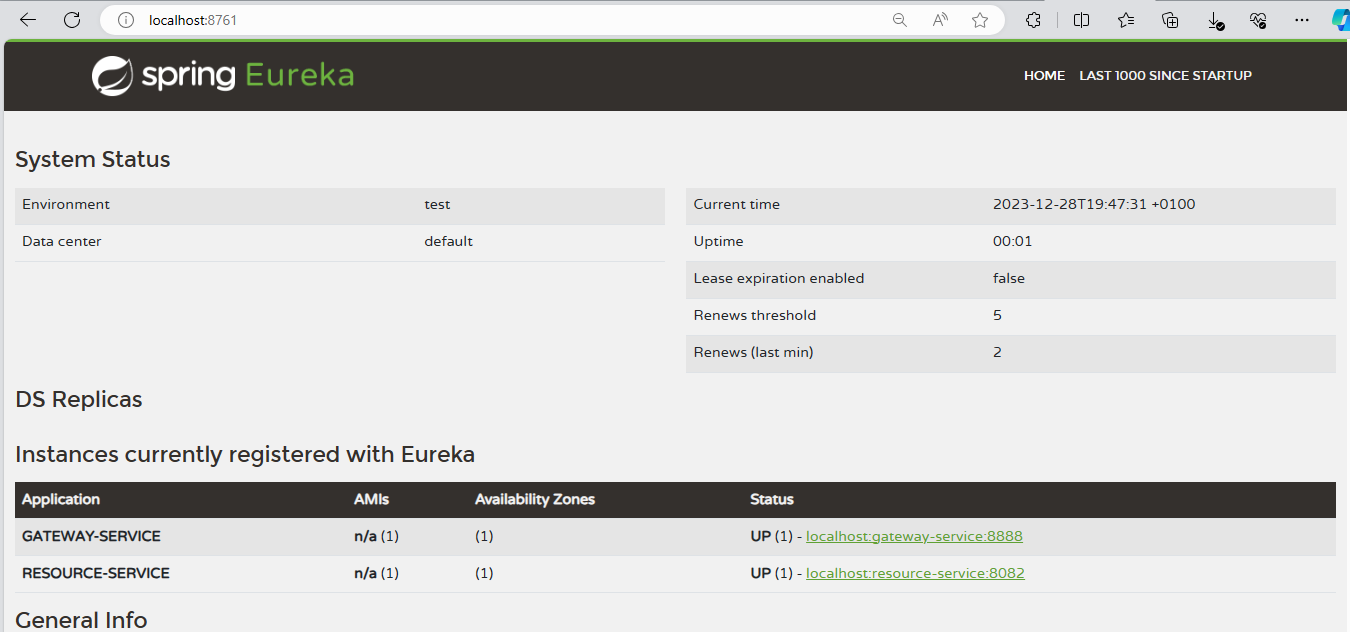 localhost:8761
spring Eureka
HOME LAST 1000 SINCE STARTUP
System Status
Environment test
Data center default
Current time 2023-12-28T19:47:31 +0100
Uptime 00:01
Lease expiration enabled false
Renews threshold 5
Renews (last min) 2
DS Replicas
Instances currently registered with Eureka
Application AMIs Availability Zones Status
GATEWAY-SERVICE n/a (1) (1) UP (1) - localhost:gateway-service:8888
RESOURCE-SERVICE n/a (1) (1) UP (1) - localhost:resource-service:8082
General Info